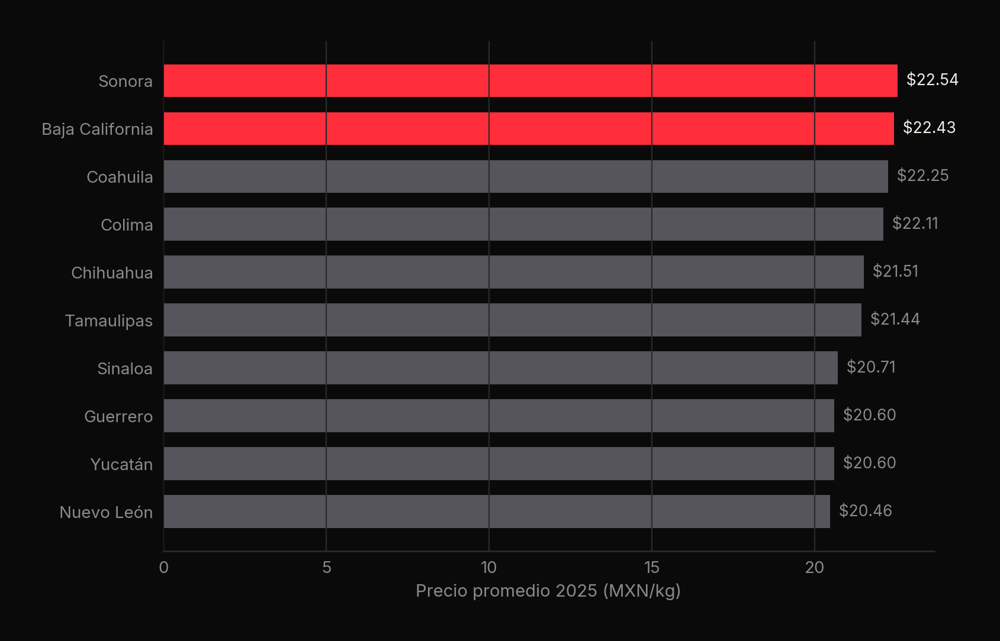 Sonora $22.54
Baja California $22.43
Coahuila $22.25
Colima $22.11
Chihuahua $21.51
Tamaulipas $21.44
Sinaloa $20.71
Guerrero $20.60
Yucatán $20.60
Nuevo León $20.46
0 5 10 15 20
Precio promedio 2025 (MXN/kg)